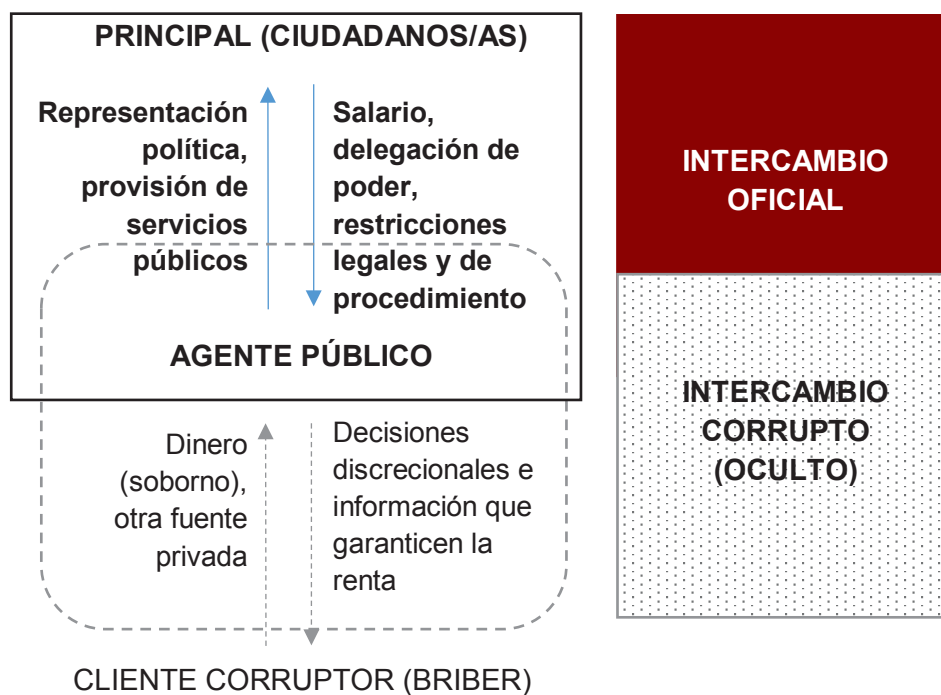 PRINCIPAL (CIUDADANOS/AS)
Representación
política,
provisión de
servicios
públicos
Salario,
delegación de
poder,
restricciones
legales y de
procedimiento
AGENTE PÚBLICO
Dinero
(soborno),
otra fuente
privada
Decisiones
discrecionales e
información que
garanticen la
renta
CLIENTE CORRUPTOR (BRIBER)
INTERCAMBIO
OFICIAL
INTERCAMBIO
CORRUPTO
(OCULTO)